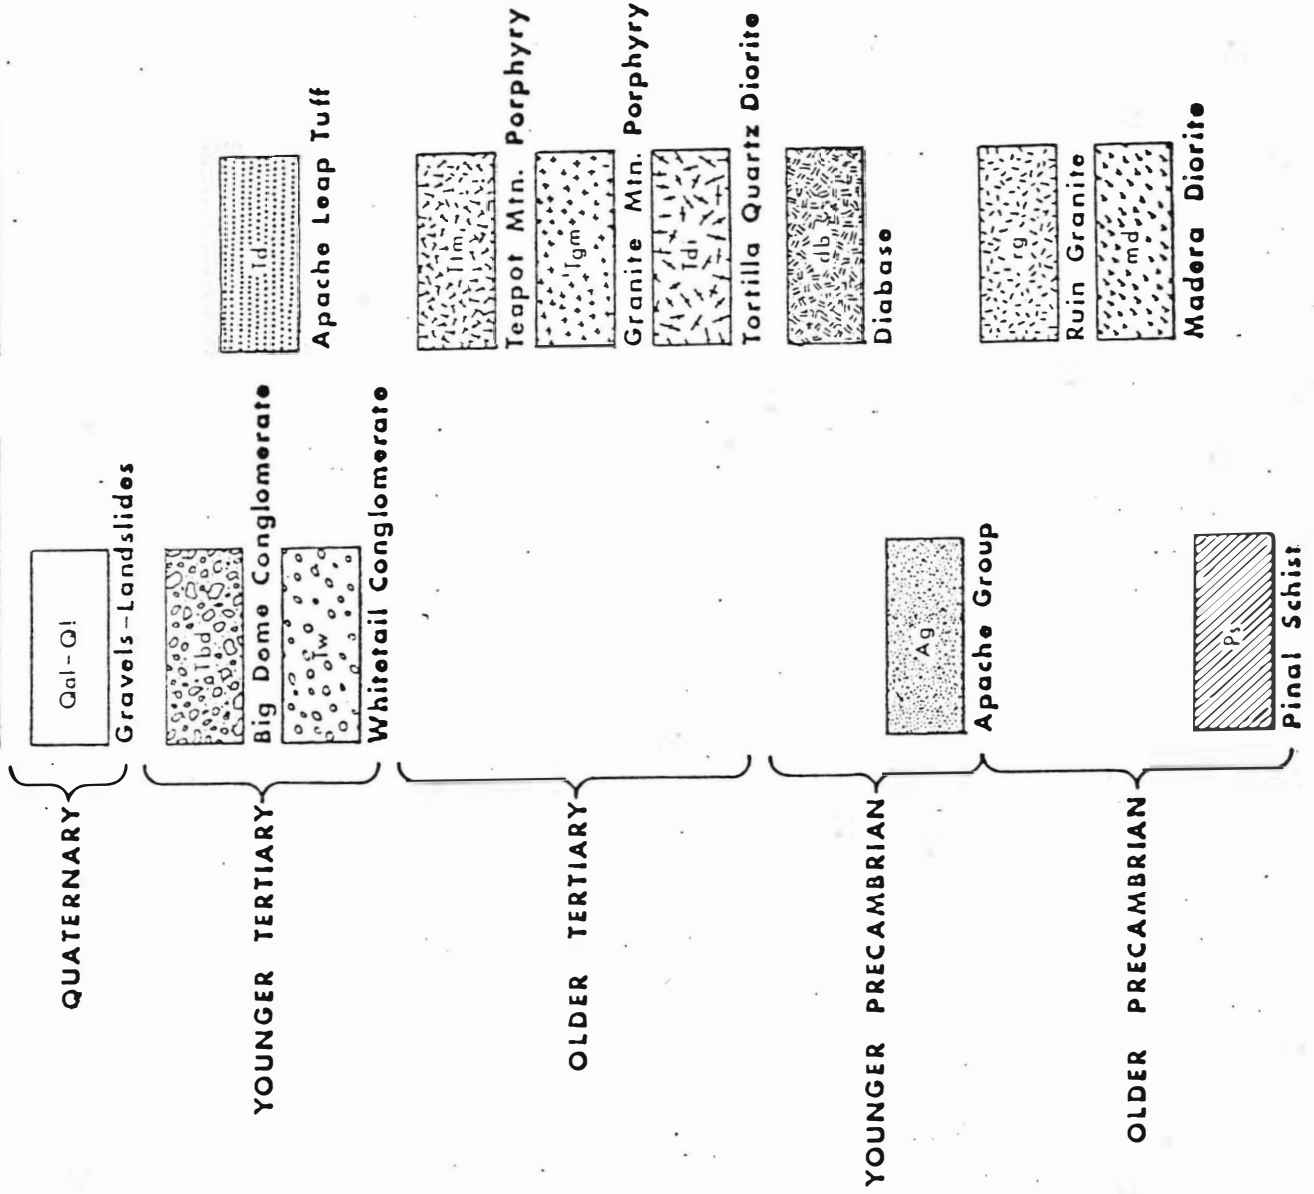 QUATERNARY
Qal-Ql
Gravels-Landslides
YOUNGER TERTIARY
Tbd
Big Dome Conglomerate
Tw
Whitetail Conglomerate
Td
Apache Leap Tuff
OLDER TERTIARY
Ttm
Teapot Mtn. Porphyry
Tgm
Granite Mtn. Porphyry
Tdi
Tortilla Quartz Diorite
YOUNGER PRECAMBRIAN
db
Diabase
Ag
Apache Group
OLDER PRECAMBRIAN
rg
Ruin Granite
md
Madera Diorite
Ps
Pinal Schist